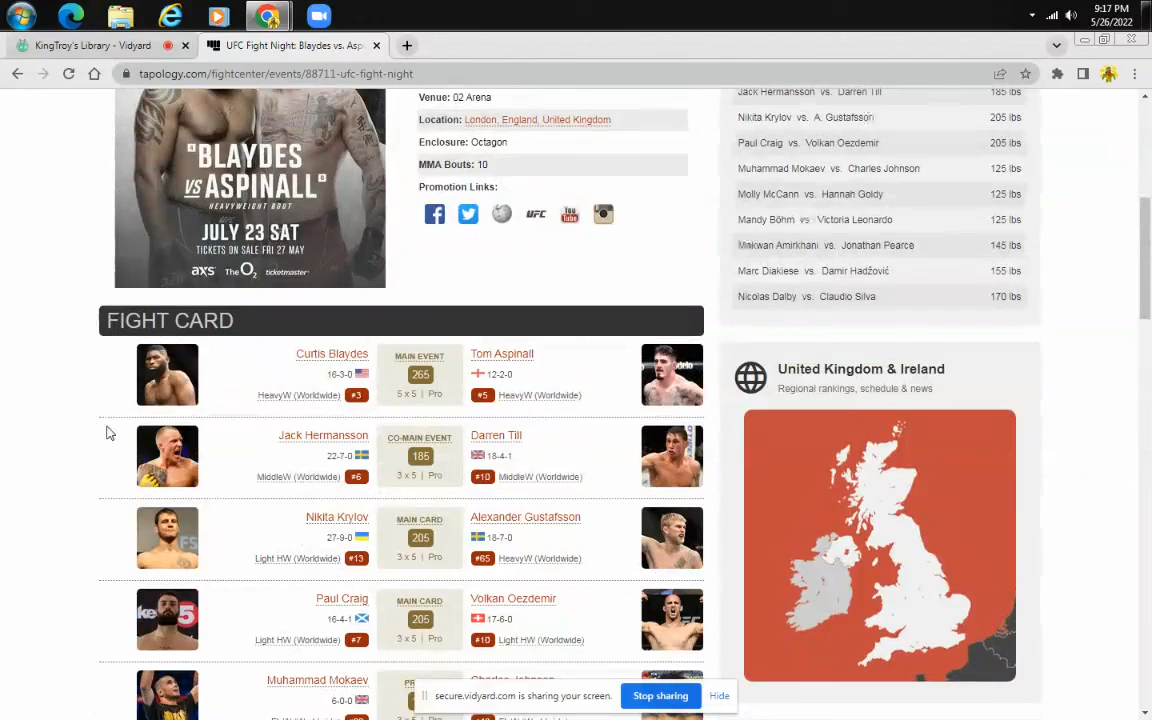 9:17 PM
5/26/2022
KingTroy's Library - Vidyard
UFC Fight Night: Blaydes vs. Asp
tapology.com/fightcenter/events/88711-ufc-fight-night
BLAYDES
VS ASPINALL
HEAVYWEIGHT BOUT
JULY 23 SAT
TICKETS ON SALE FRI 27 MAY
axs The O2 ticketmaster
Venue: 02 Arena
Location: London, England, United Kingdom
Enclosure: Octagon
MMA Bouts: 10
Promotion Links:
UFC
You Tube
Jack Hermansson vs. Darren Till 185 lbs
Nikita Krylov vs. A. Gustafsson 205 lbs
Paul Craig vs. Volkan Oezdemir 205 lbs
Muhammad Mokaev vs. Charles Johnson 125 lbs
Molly McCann vs. Hannah Goldy 125 lbs
Mandy Böhm vs Victoria Leonardo 125 lbs
Makwan Amirkhani vs. Jonathan Pearce 145 lbs
Marc Diakiese vs. Damir Hadžović 155 lbs
Nicolas Dalby vs. Claudio Silva 170 lbs
FIGHT CARD
Curtis Blaydes MAIN EVENT Tom Aspinall
16-3-0 265 12-2-0
HeavyW (Worldwide) #3 5 x 5 | Pro #5 HeavyW (Worldwide)
Jack Hermansson CO-MAIN EVENT Darren Till
22-7-0 185 18-4-1
MiddleW (Worldwide) #6 3 x 5 | Pro #10 MiddleW (Worldwide)
Nikita Krylov MAIN CARD Alexander Gustafsson
27-9-0 205 18-7-0
Light HW (Worldwide) #13 3 x 5 | Pro #65 HeavyW (Worldwide)
Paul Craig MAIN CARD Volkan Oezdemir
16-4-1 205 17-6-0
Light HW (Worldwide) #7 3 x 5 | Pro #10 Light HW (Worldwide)
Muhammad Mokaev
6-0-0
United Kingdom & Ireland
Regional rankings, schedule & news
secure.vidyard.com is sharing your screen. Stop sharing Hide